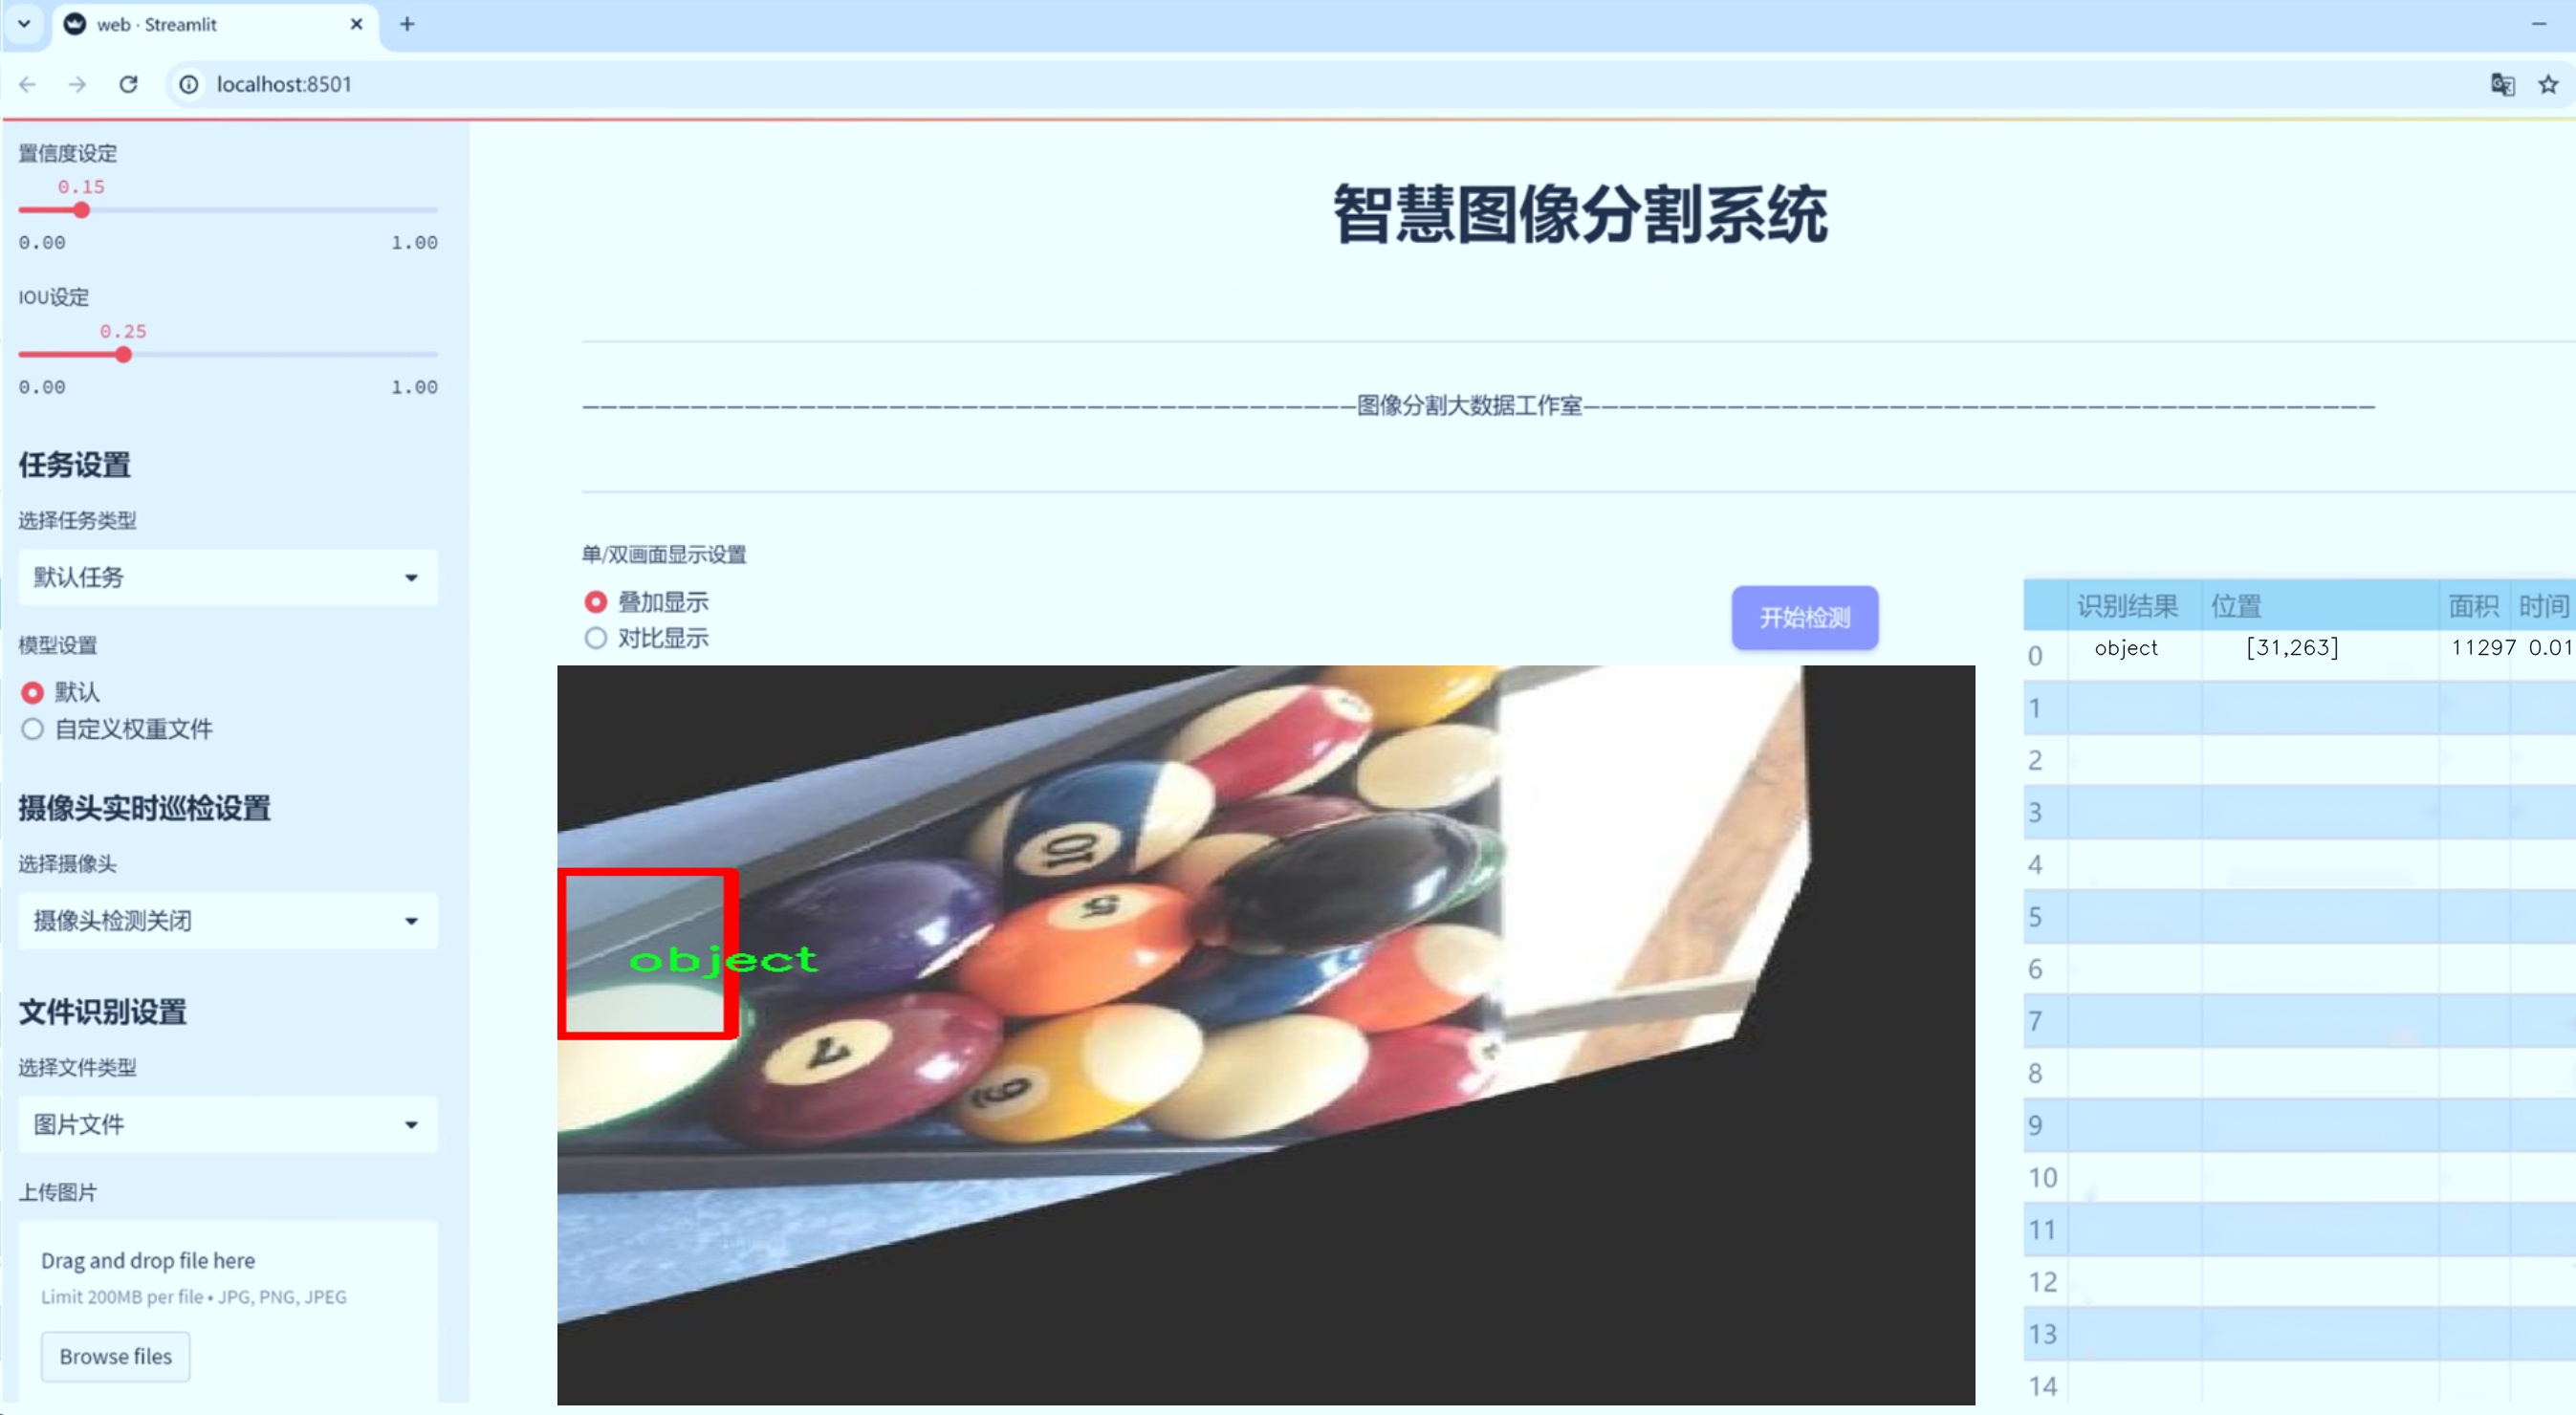 web · Streamlit
localhost:8501
置信度设定
0.15
0.00 1.00
IOU设定
0.25
0.00 1.00
任务设置
选择任务类型
默认任务
模型设置
默认
自定义权重文件
摄像头实时巡检设置
选择摄像头
摄像头检测关闭
文件识别设置
选择文件类型
图片文件
上传图片
Drag and drop file here
Limit 200MB per file • JPG, PNG, JPEG
Browse files
智慧图像分割系统
图像分割大数据工作室
单/双画面显示设置
叠加显示
对比显示
开始检测
10
5
object
7
9
识别结果 位置 面积 时间
0 object [31,263] 11297 0.01
1
2
3
4
5
6
7
8
9
10
11
12
13
14